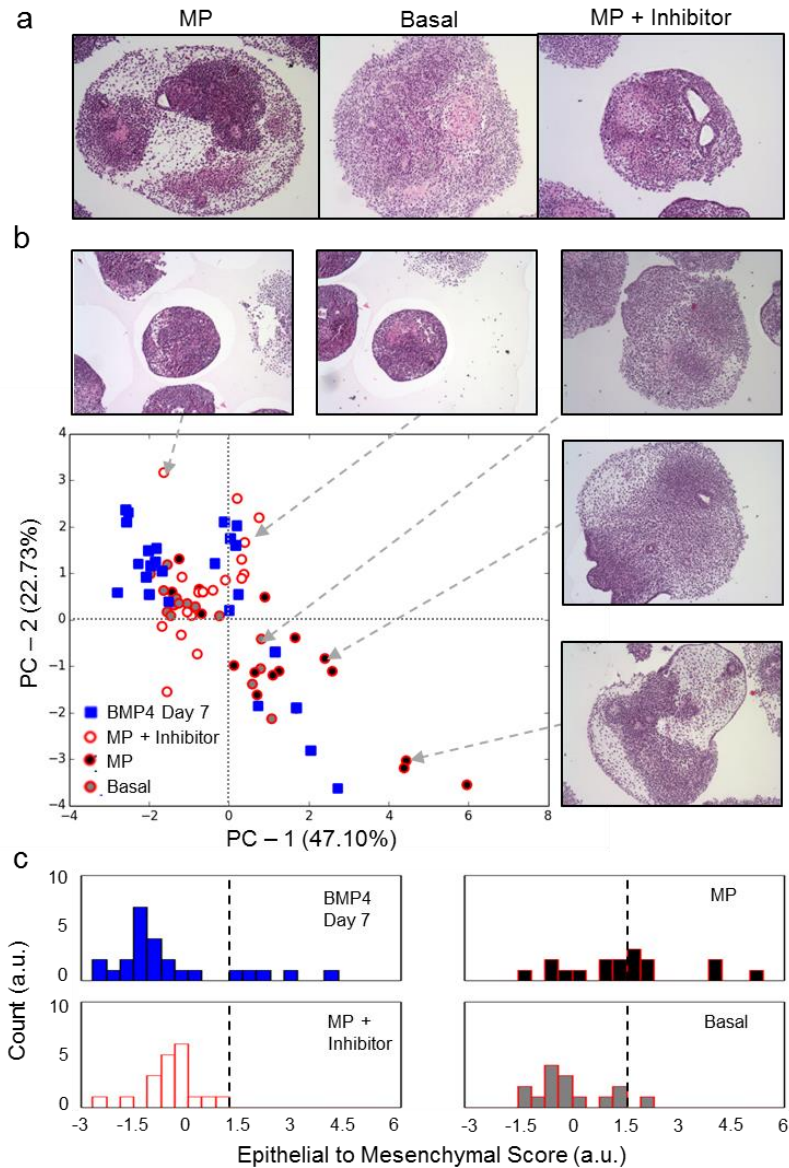 a
MP
Basal
MP + Inhibitor
b
4
3
2
1
0
−1
−2
−3
−4
PC – 2 (22.73%)
BMP4 Day 7
MP + Inhibitor
MP
Basal
−4
−2
0
2
4
6
8
PC – 1 (47.10%)
c
Count (a.u.)
10
5
0
BMP4
Day 7
10
5
0
MP
10
5
0
MP +
Inhibitor
Basal
-3
-1.5
0
1.5
3
4.5
6
-3
-1.5
0
1.5
3
4.5
6
Epithelial to Mesenchymal Score (a.u.)